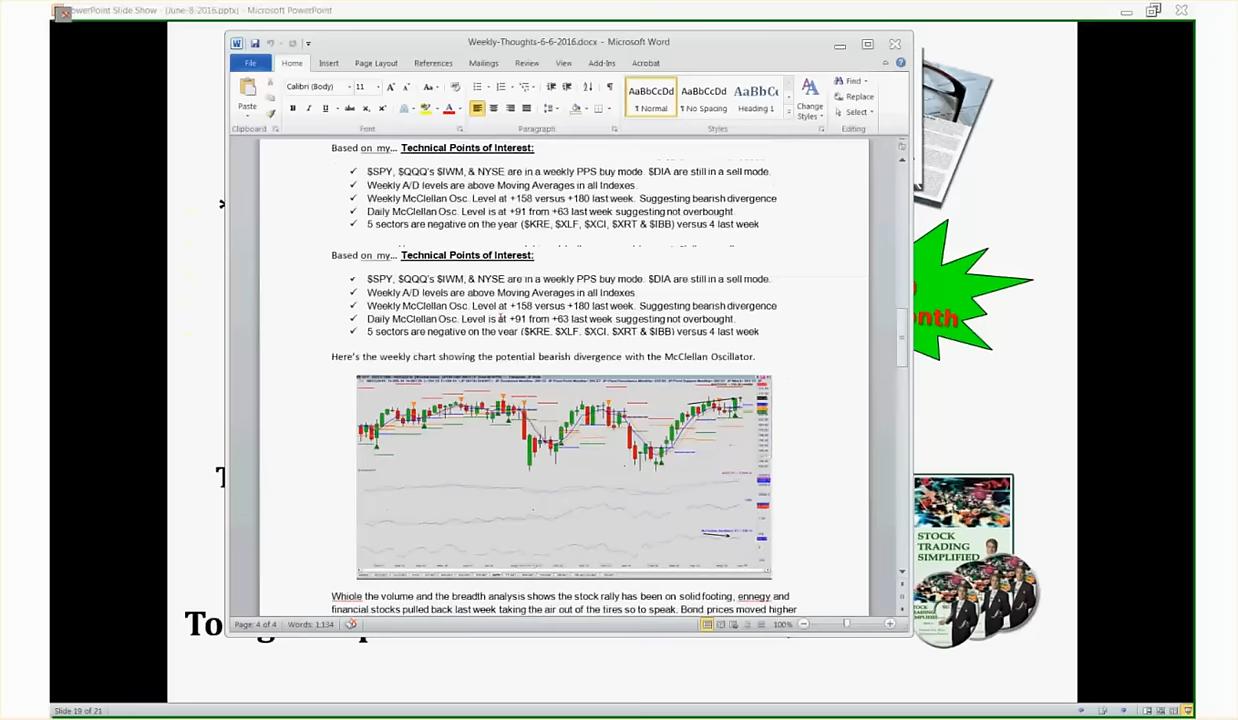 PowerPoint Slide Show - [June-8-2016.pptx] - Microsoft PowerPoint
Weekly-Thoughts-6-6-2016.docx - Microsoft Word
File Home Insert Page Layout References Mailings Review View Add-Ins Acrobat
Paste
Calibri (Body) 11
AaBbCcDd AaBbCcDd AaBbCc
¶ Normal ¶ No Spacing Heading 1
Change Styles
Find
Replace
Select
Clipboard Font Paragraph Styles Editing
Based on my... Technical Points of Interest:
✓ $SPY, $QQQ's $IWM, & NYSE are in a weekly PPS buy mode. $DIA are still in a sell mode.
✓ Weekly A/D levels are above Moving Averages in all Indexes.
✓ Weekly McClellan Osc. Level at +158 versus +180 last week. Suggesting bearish divergence
✓ Daily McClellan Osc. Level is at +91 from +63 last week suggesting not overbought.
✓ 5 sectors are negative on the year ($KRE, $XLF, $XCI, $XRT & $IBB) versus 4 last week
Based on my... Technical Points of Interest:
✓ $SPY, $QQQ's $IWM, & NYSE are in a weekly PPS buy mode. $DIA are still in a sell mode.
✓ Weekly A/D levels are above Moving Averages in all Indexes
✓ Weekly McClellan Osc. Level at +158 versus +180 last week. Suggesting bearish divergence
✓ Daily McClellan Osc. Level is at +91 from +63 last week suggesting not overbought.
✓ 5 sectors are negative on the year ($KRE, $XLF, $XCI, $XRT & $IBB) versus 4 last week
Here's the weekly chart showing the potential bearish divergence with the McClellan Oscillator.
Whiole the volume and the breadth analysis shows the stock rally has been on solid footing, ennegy and
financial stocks pulled back last week taking the air out of the tires so to speak. Bond prices moved higher
Page: 4 of 4 Words: 1,134 100%
STOCK
TRADING
SIMPLIFIED
To
Slide 19 of 21